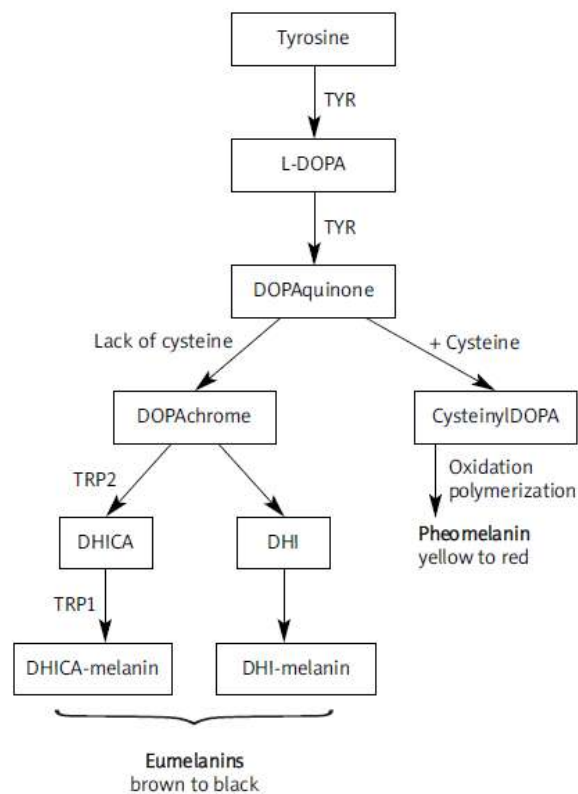 Tyrosine
TYR
L-DOPA
TYR
DOPAquinone
Lack of cysteine
+ Cysteine
DOPAchrome
CysteinylDOPA
TRP2
Oxidation
polymerization
DHICA
DHI
Pheomelanin
yellow to red
TRP1
DHICA-melanin
DHI-melanin
Eumelanins
brown to black